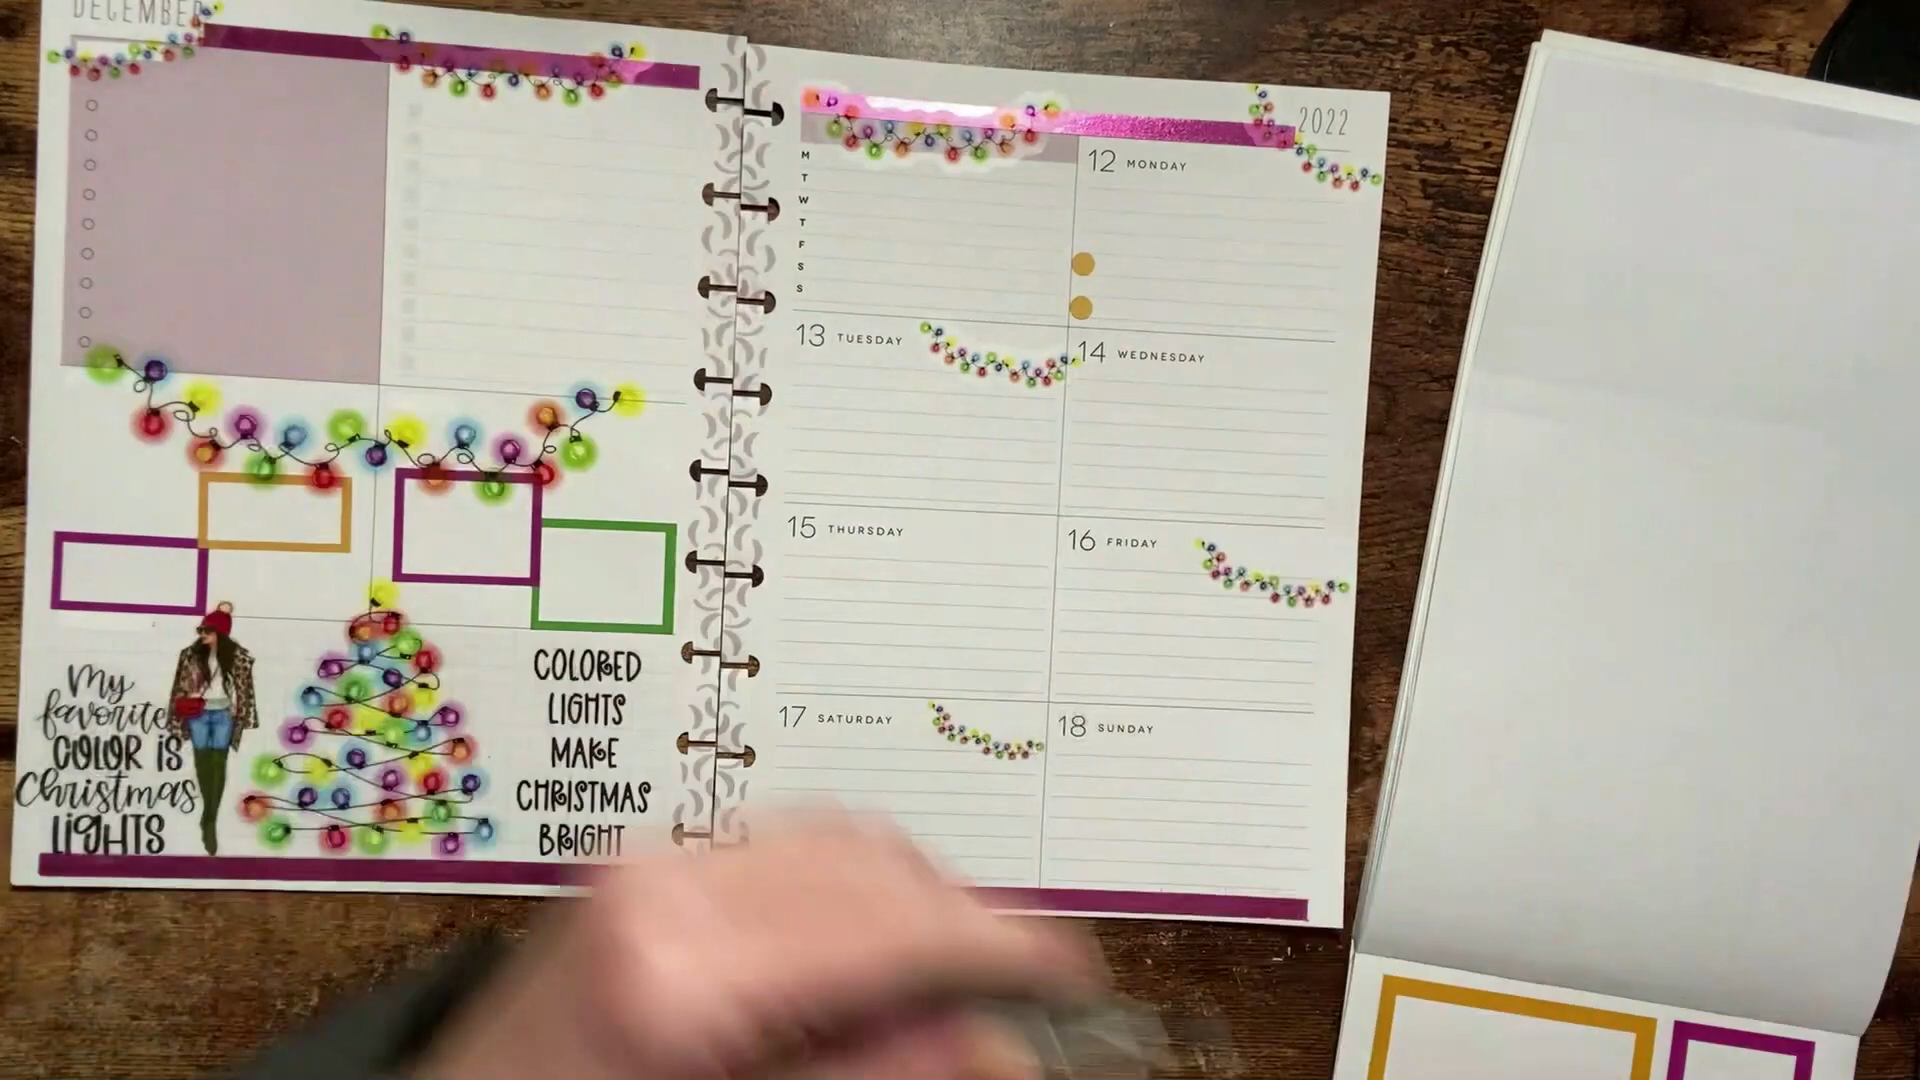 DECEMBER
My
favorite
COLOR IS
Christmas
LIGHTS
COLORED
LIGHTS
MAKE
CHRISTMAS
BRIGHT
2022
M
T
W
T
F
S
S
12 MONDAY
13 TUESDAY
14 WEDNESDAY
15 THURSDAY
16 FRIDAY
17 SATURDAY
18 SUNDAY